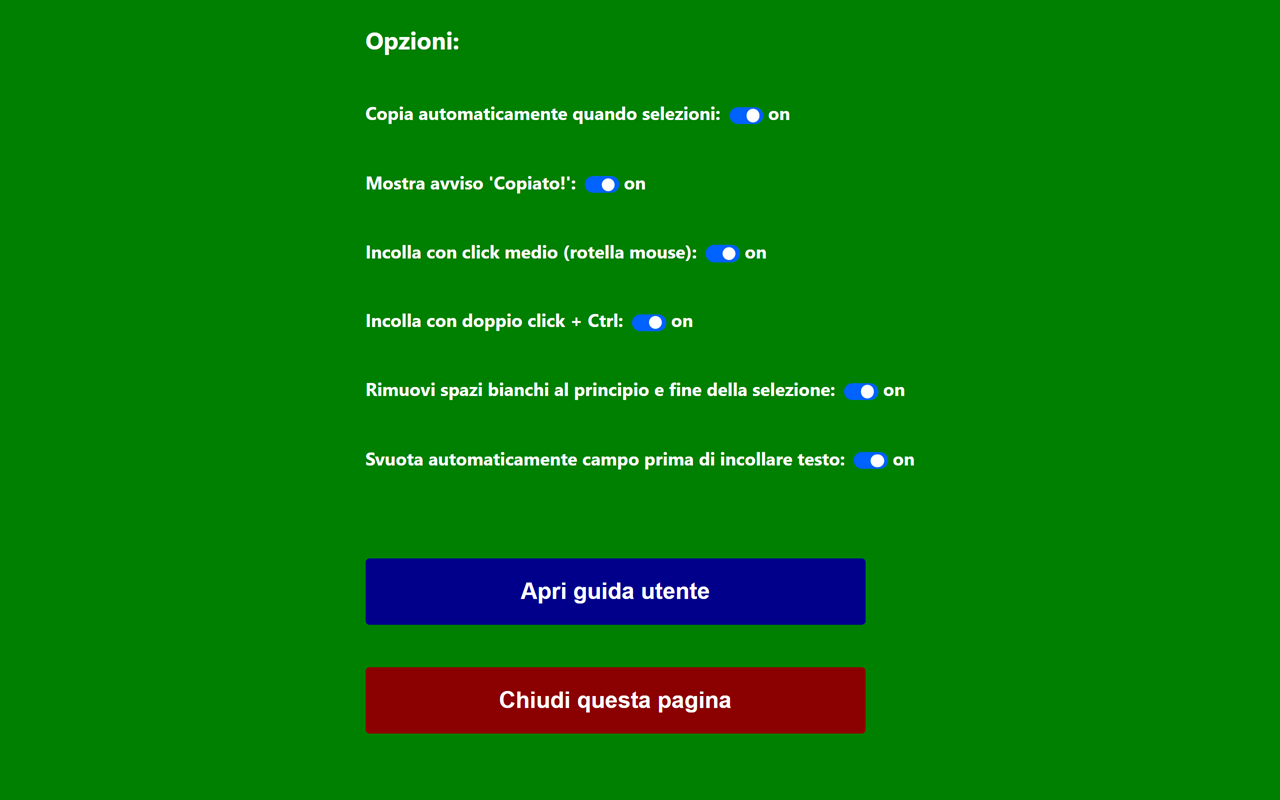 Opzioni:
Copia automaticamente quando selezioni: on
Mostra avviso 'Copiato!': on
Incolla con click medio (rotella mouse): on
Incolla con doppio click + Ctrl: on
Rimuovi spazi bianchi al principio e fine della selezione: on
Svuota automaticamente campo prima di incollare testo: on
Apri guida utente
Chiudi questa pagina